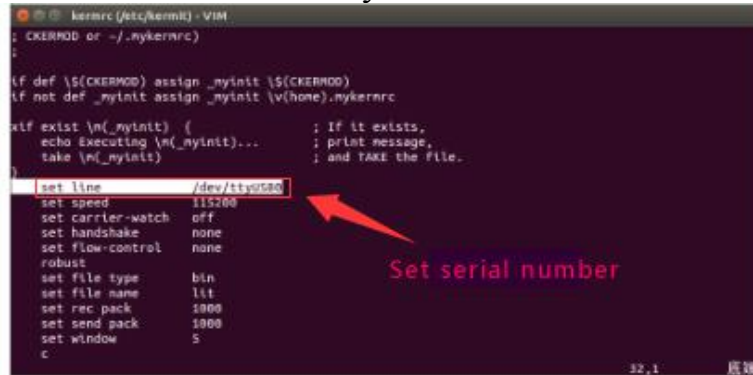 kermrc (/etc/kermit) - VIM
; CKERMOD or ~/.mykermrc)
;
if def \$(CKERMOD) assign _myinit \$(CKERMOD)
if not def _myinit assign _myinit \v(home).mykermrc
xif exist \m(_myinit) { ; If it exists,
echo Executing \m(_myinit)... ; print message,
take \m(_myinit) ; and TAKE the file.
}
set line /dev/ttyUSB0
set speed 115200
set carrier-watch off
set handshake none
set flow-control none
robust
set file type bin
set file name lit
set rec pack 1000
set send pack 1000
set window 5
c
Set serial number
32,1 底端